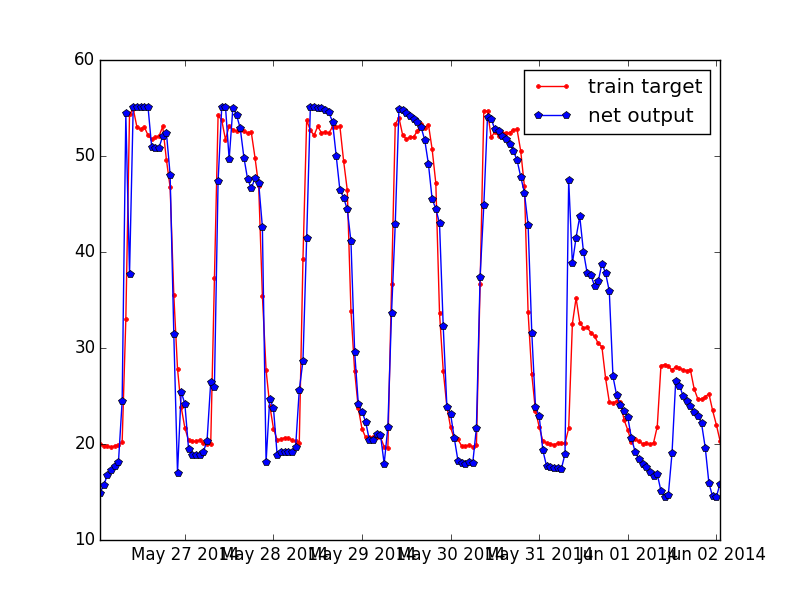 60
train target
net output
50
40
30
20
10
May 27 2014
May 28 2014
May 29 2014
May 30 2014
May 31 2014
Jun 01 2014
Jun 02 2014